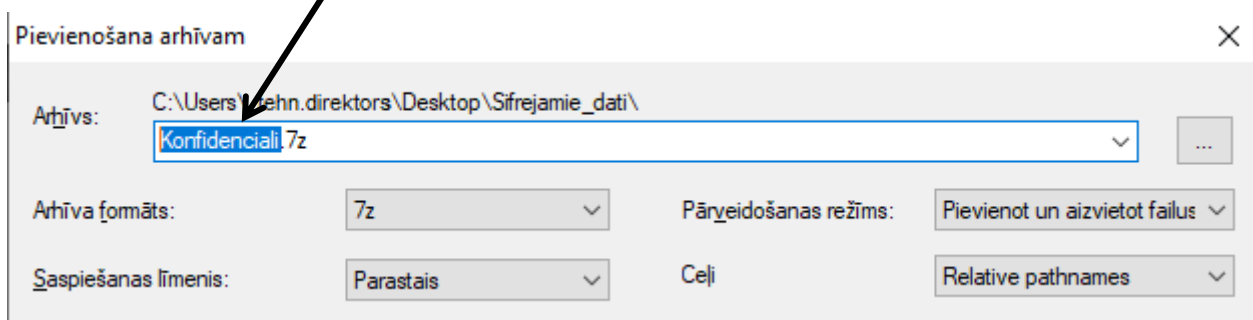 Pievienošana arhīvam
Arhīvs:
C:\Users\tehn.direktors\Desktop\Sifrejamie_dati\
Konfidenciali.7z
...
Arhīva formāts:
7z
Pārveidošanas režīms:
Pievienot un aizvietot failus
Saspiešanas līmenis:
Parastais
Ceļi
Relative pathnames